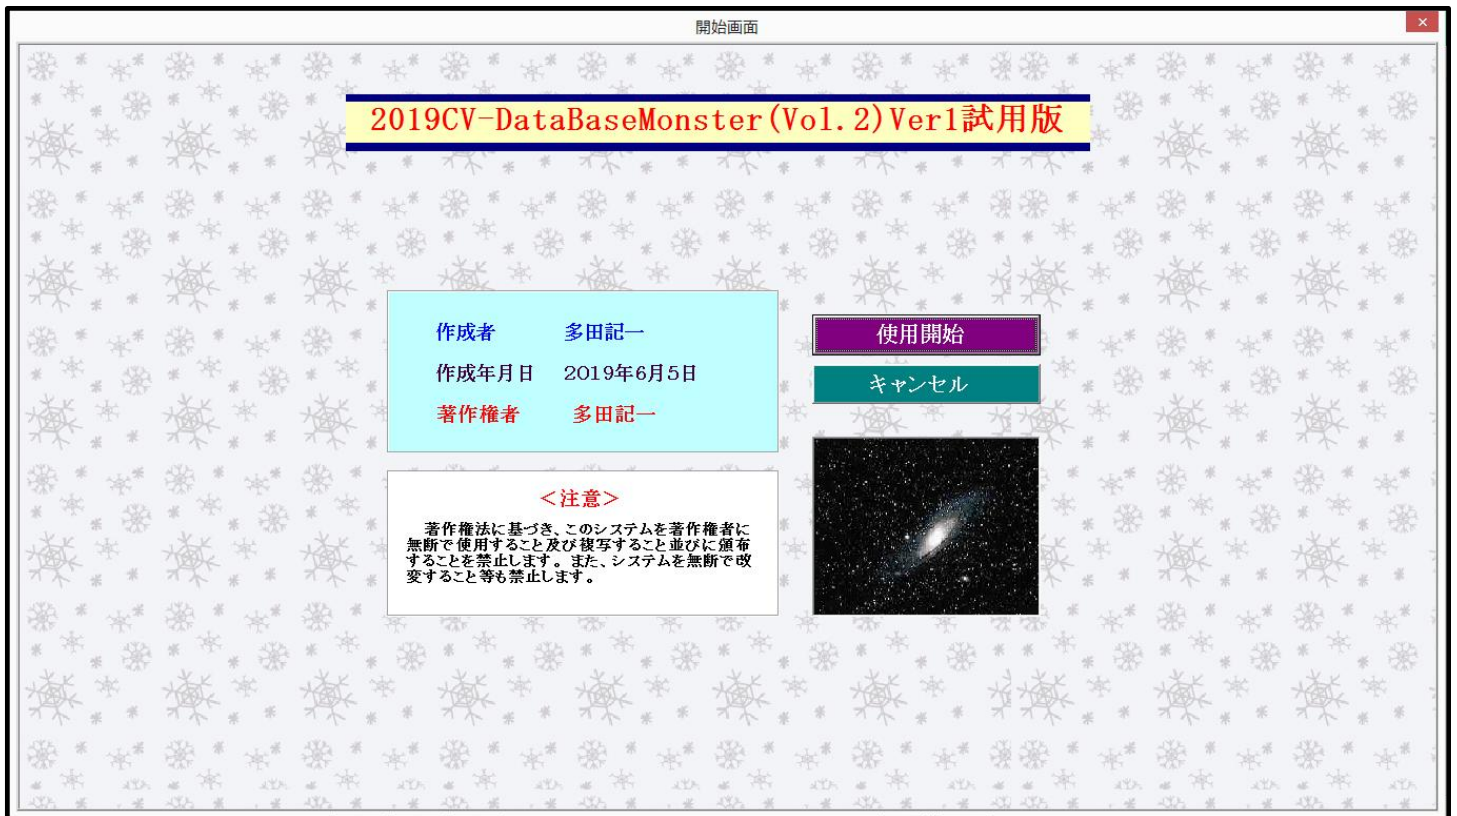 開始画面
2019CV-DataBaseMonster(Vol.2)Ver1試用版
作成者 多田記一
作成年月日 2019年6月5日
著作権者 多田記一
使用開始
キャンセル
<注意>
著作権法に基づき、このシステムを著作権者に
無断で使用すること及び複写すること並びに頒布
することを禁止します。また、システムを無断で改
変すること等も禁止します。